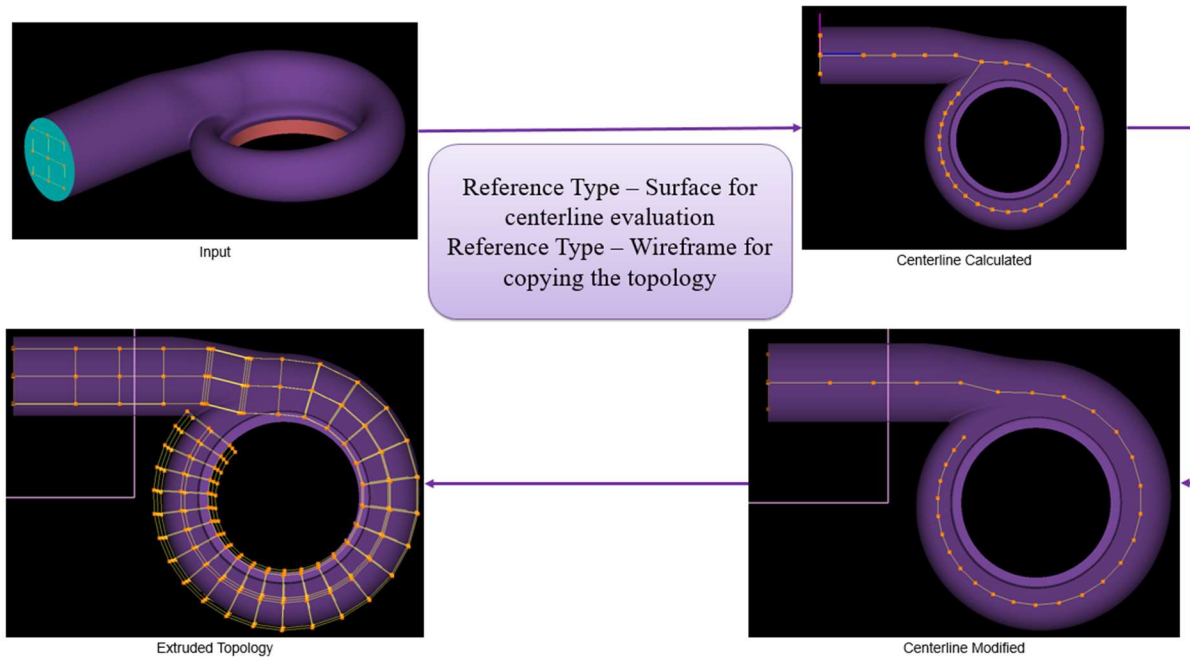 Input
Reference Type – Surface for
centerline evaluation
Reference Type – Wireframe for
copying the topology
Centerline Calculated
Extruded Topology
Centerline Modified